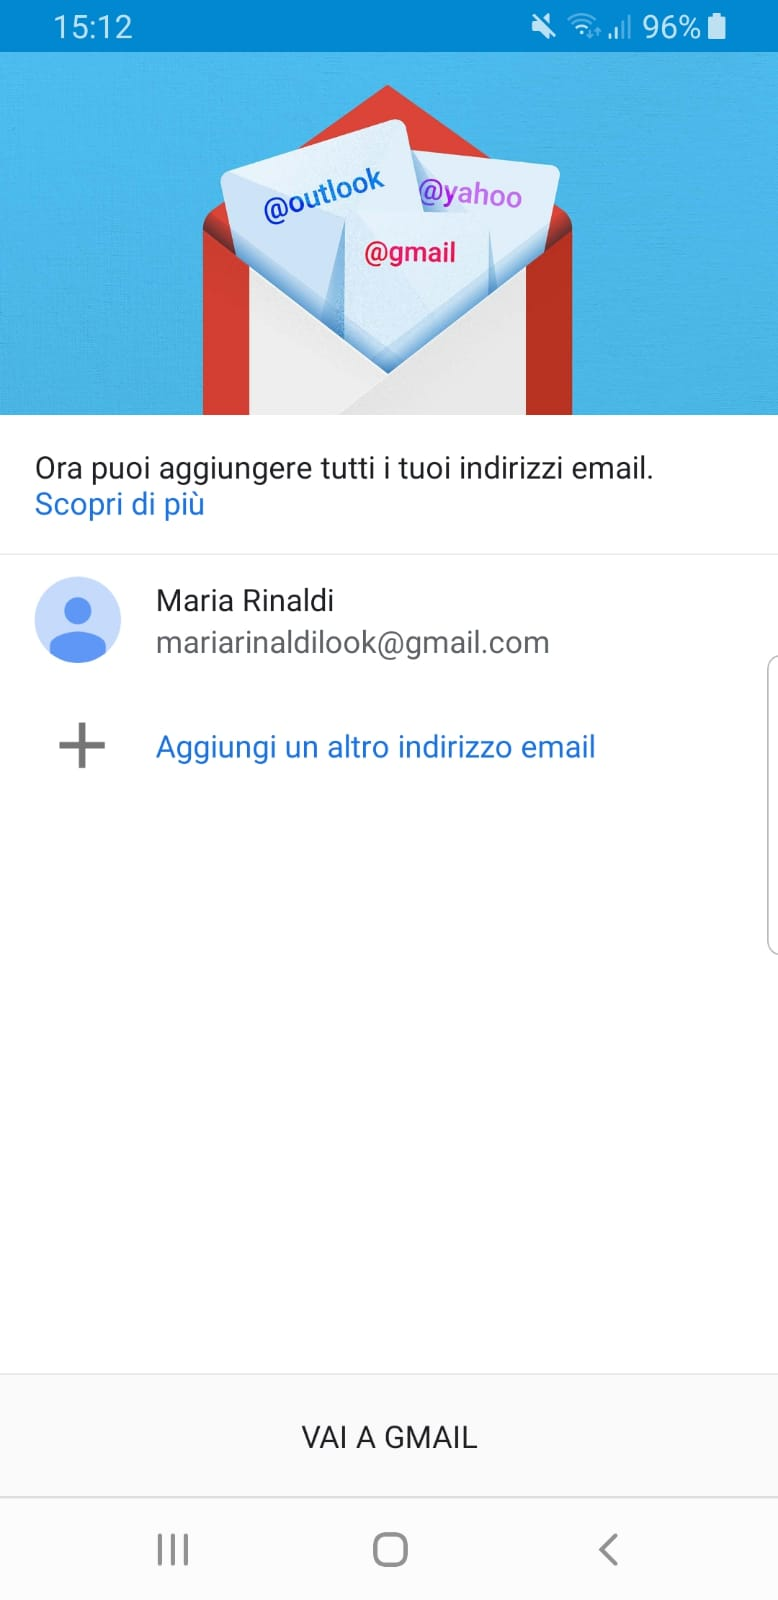 15:12
96%
@outlook
@yahoo
@gmail
Ora puoi aggiungere tutti i tuoi indirizzi email.
Scopri di più
Maria Rinaldi
mariarinaldilook@gmail.com
Aggiungi un altro indirizzo email
VAI A GMAIL